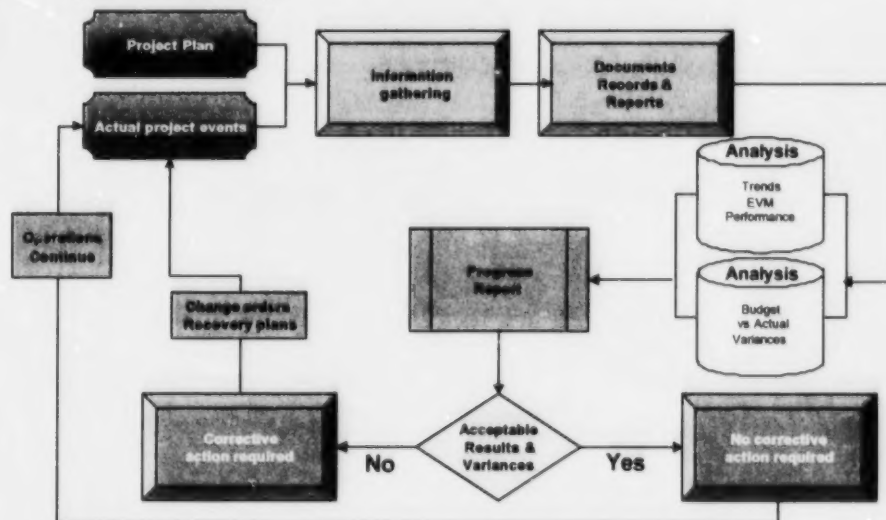 Project Plan
Actual project events
Information
gathering
Documents
Records &
Reports
Analysis
Trends
EVM
Performance
Analysis
Budget
vs Actual
Variances
Operations
Continue
Progress
Report
Change orders
Recovery plans
Corrective
action required
No
Acceptable
Results &
Variances
Yes
No corrective
action required